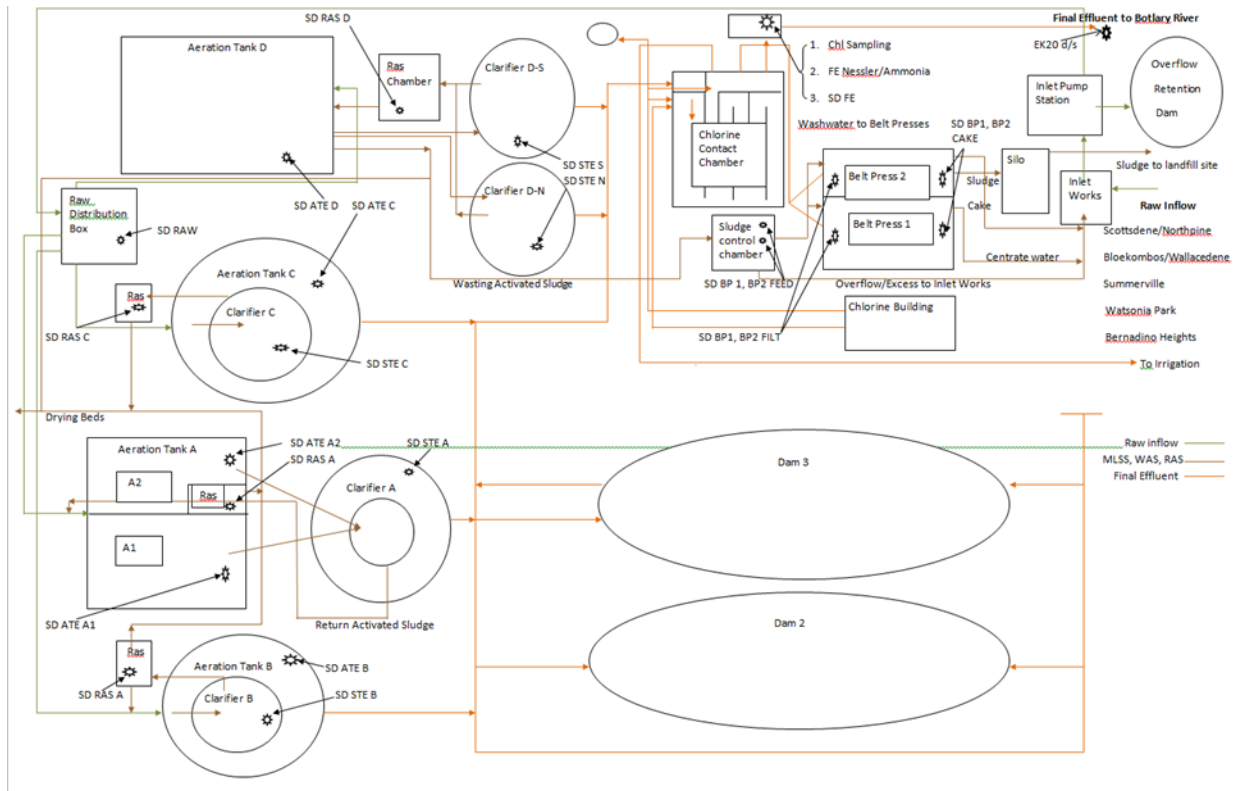 SD RAS D
Final Effluent to Botlary River
EK20 d/s
Aeration Tank D
Ras
Chamber
Clarifier D-S
1. Chl Sampling
2. FE Nessler/Ammonia
3. SD FE
Inlet Pump
Station
Overflow
Retention
Dam
Chlorine
Contact
Chamber
Washwater to Belt Presses
SD BP1, BP2
CAKE
SD STE S
SD STE N
Belt Press 2
Sludge
Silo
Sludge to landfill site
Inlet
Works
Raw
Distribution
Box
SD RAW
SD ATE D
SD ATE C
Clarifier D-N
Cake
Raw Inflow
Sludge
control
chamber
Belt Press 1
Scottsdene/Northpine
Aeration Tank C
Centrate water
Bloekombos/Wallacedene
Wasting Activated Sludge
SD BP 1, BP2 FEED
Overflow/Excess to Inlet Works
Summerville
Ras
Clarifier C
Chlorine Building
Watsonia Park
SD RAS C
SD BP1, BP2 FILT
Bernadino Heights
SD STE C
To Irrigation
Drying Beds
Aeration Tank A
SD ATE A2
SD STE A
Raw inflow
SD RAS A
MLSS, WAS, RAS
Dam 3
Final Effluent
A2
Ras
Clarifier A
A1
SD ATE A1
Return Activated Sludge
Dam 2
Ras
Aeration Tank B
SD ATE B
SD RAS A
Clarifier B
SD STE B